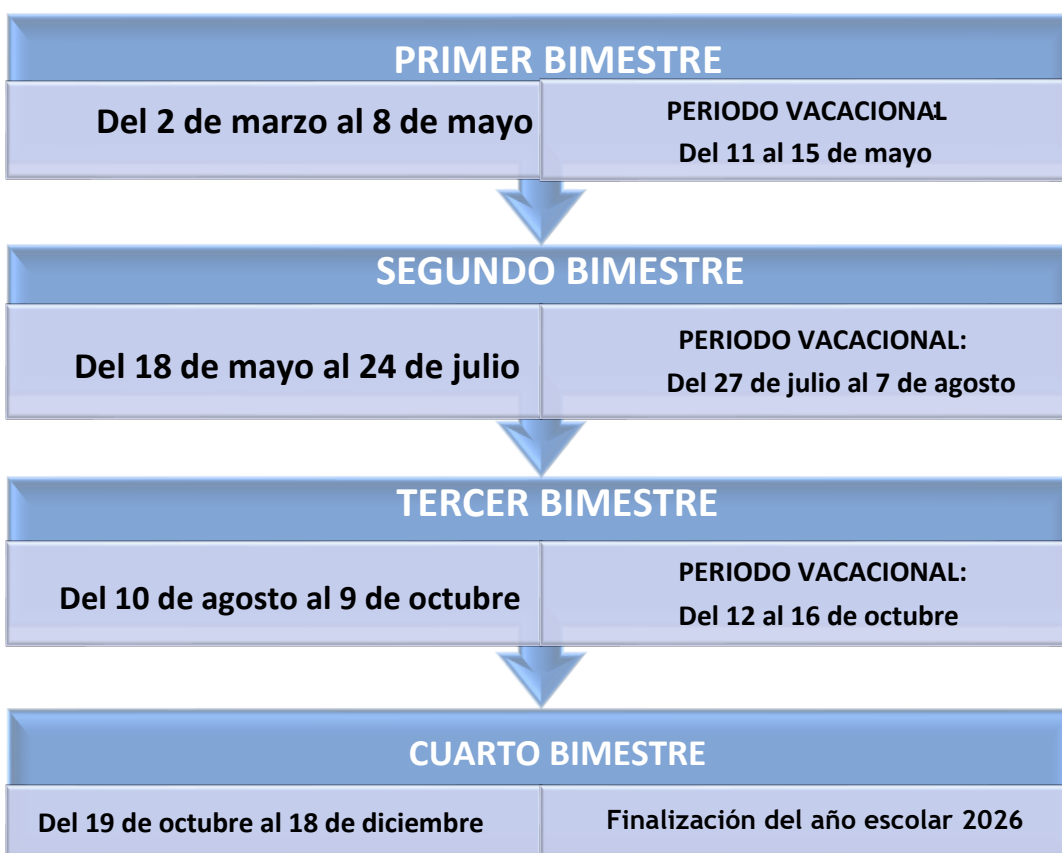 PRIMER BIMESTRE
Del 2 de marzo al 8 de mayo
PERIODO VACACIONAL:
Del 11 al 15 de mayo
SEGUNDO BIMESTRE
Del 18 de mayo al 24 de julio
PERIODO VACACIONAL:
Del 27 de julio al 7 de agosto
TERCER BIMESTRE
Del 10 de agosto al 9 de octubre
PERIODO VACACIONAL:
Del 12 al 16 de octubre
CUARTO BIMESTRE
Del 19 de octubre al 18 de diciembre
Finalización del año escolar 2026